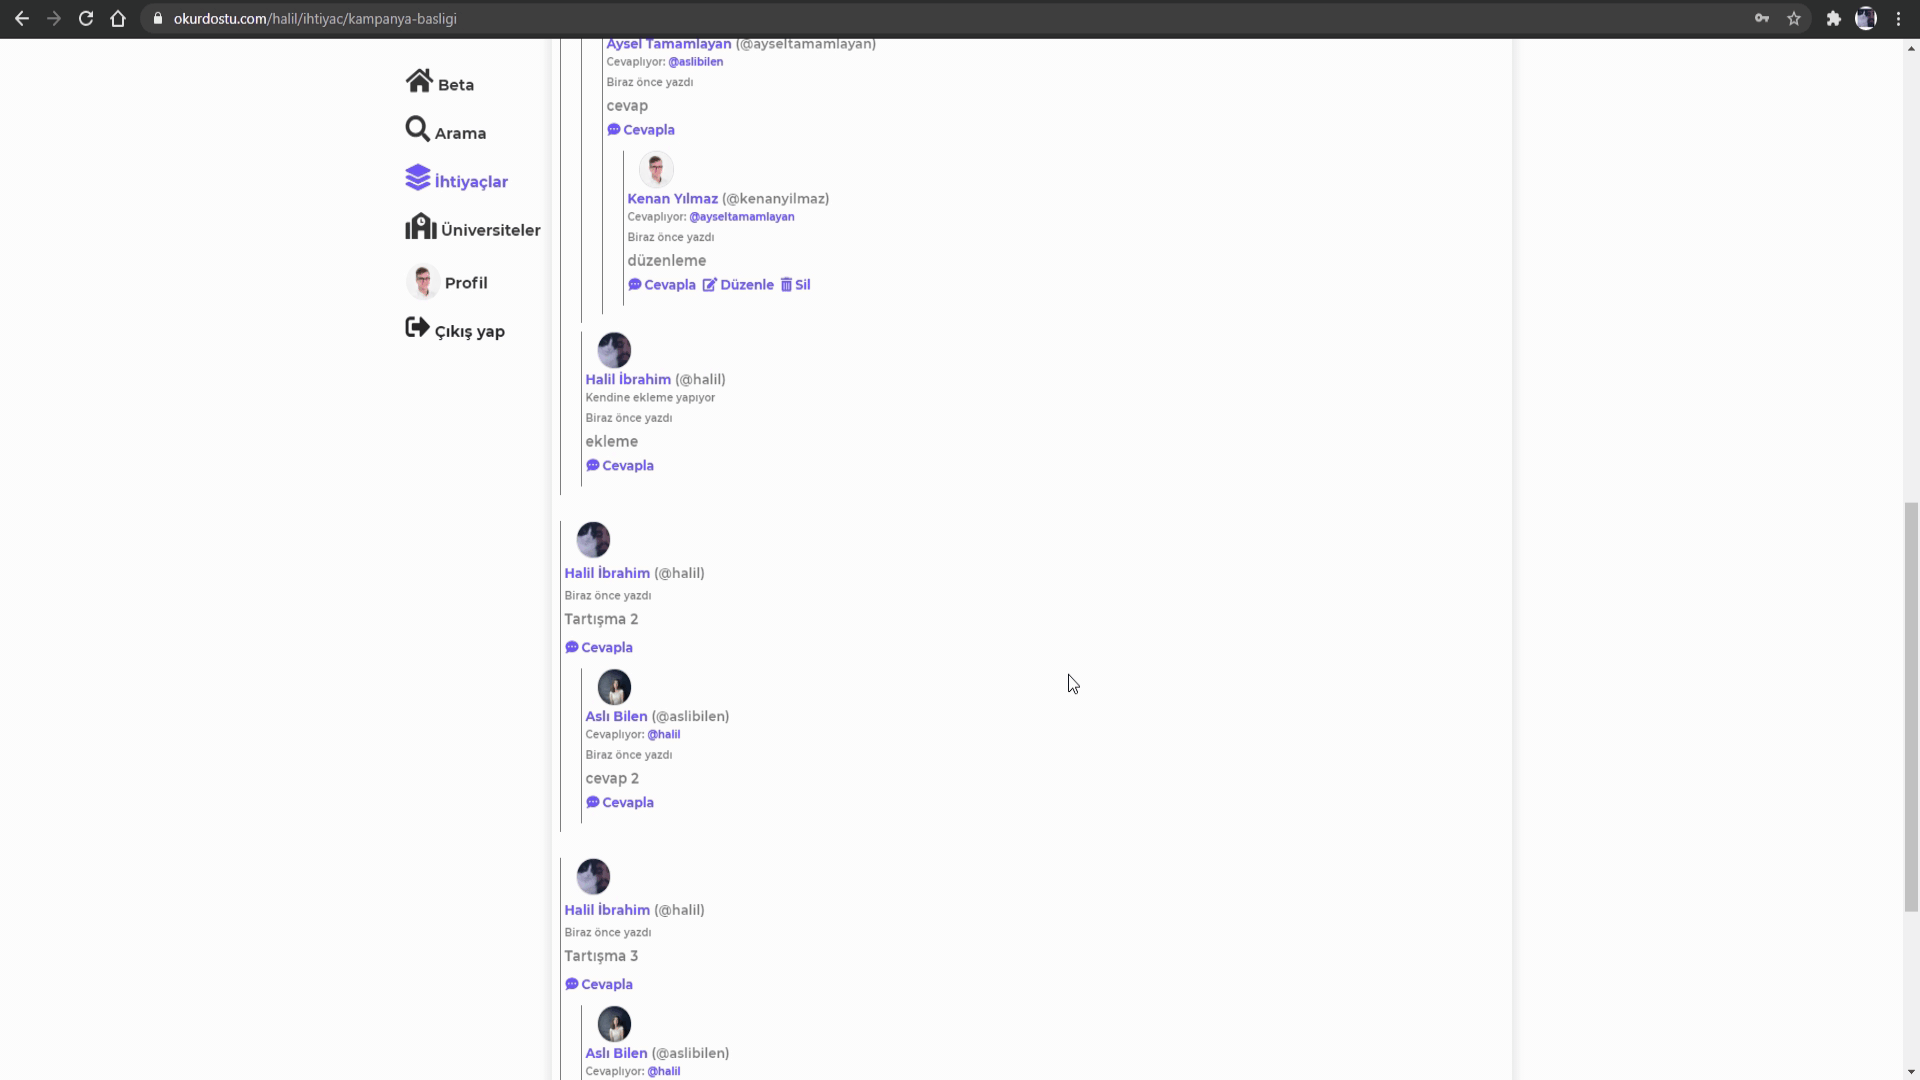 okurdostu.com/halil/ihtiyac/kampanya-basligi
Beta
Arama
İhtiyaçlar
Üniversiteler
Profil
Çıkış yap
Aysel Tamamlayan (@ayseltamamlayan)
Cevaplıyor: @aslibilen
Biraz önce yazdı
cevap
Cevapla
Kenan Yılmaz (@kenanyilmaz)
Cevaplıyor: @ayseltamamlayan
Biraz önce yazdı
düzenleme
Cevapla Düzenle Sil
Halil İbrahim (@halil)
Kendine ekleme yapıyor
Biraz önce yazdı
ekleme
Cevapla
Halil İbrahim (@halil)
Biraz önce yazdı
Tartışma 2
Cevapla
Aslı Bilen (@aslibilen)
Cevaplıyor: @halil
Biraz önce yazdı
cevap 2
Cevapla
Halil İbrahim (@halil)
Biraz önce yazdı
Tartışma 3
Cevapla
Aslı Bilen (@aslibilen)
Cevaplıyor: @halil